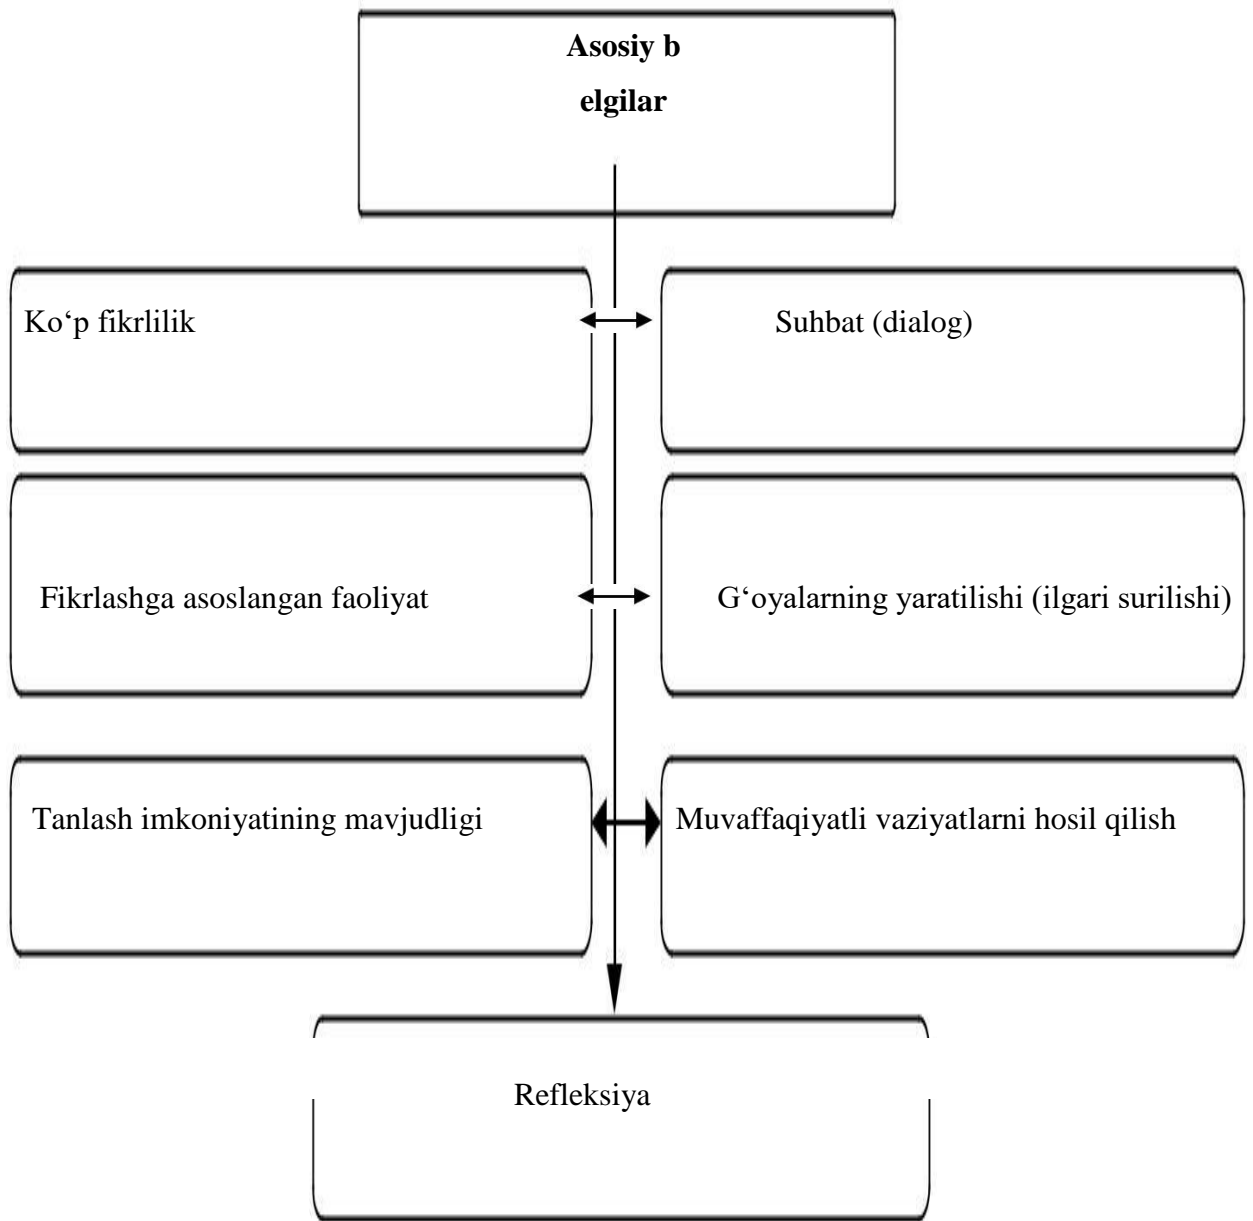 Asosiy b
elgilar
Ko‘p fikrlilik
Suhbat (dialog)
Fikrlashga asoslangan faoliyat
G‘oyalarning yaratilishi (ilgari surilishi)
Tanlash imkoniyatining mavjudligi
Muvaffaqiyatli vaziyatlarni hosil qilish
Refleksiya